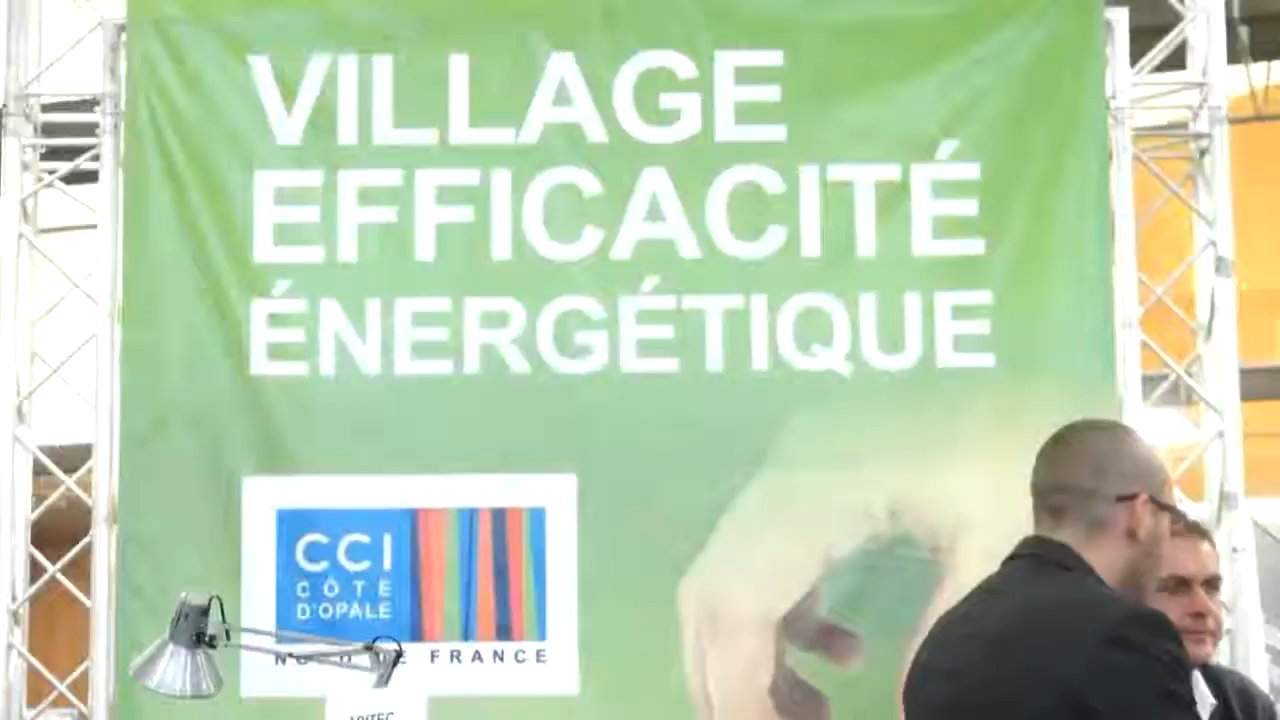 VILLAGE
EFFICACITÉ
ÉNERGÉTIQUE
CCI
CÔTE
D'OPALE
FRANCE